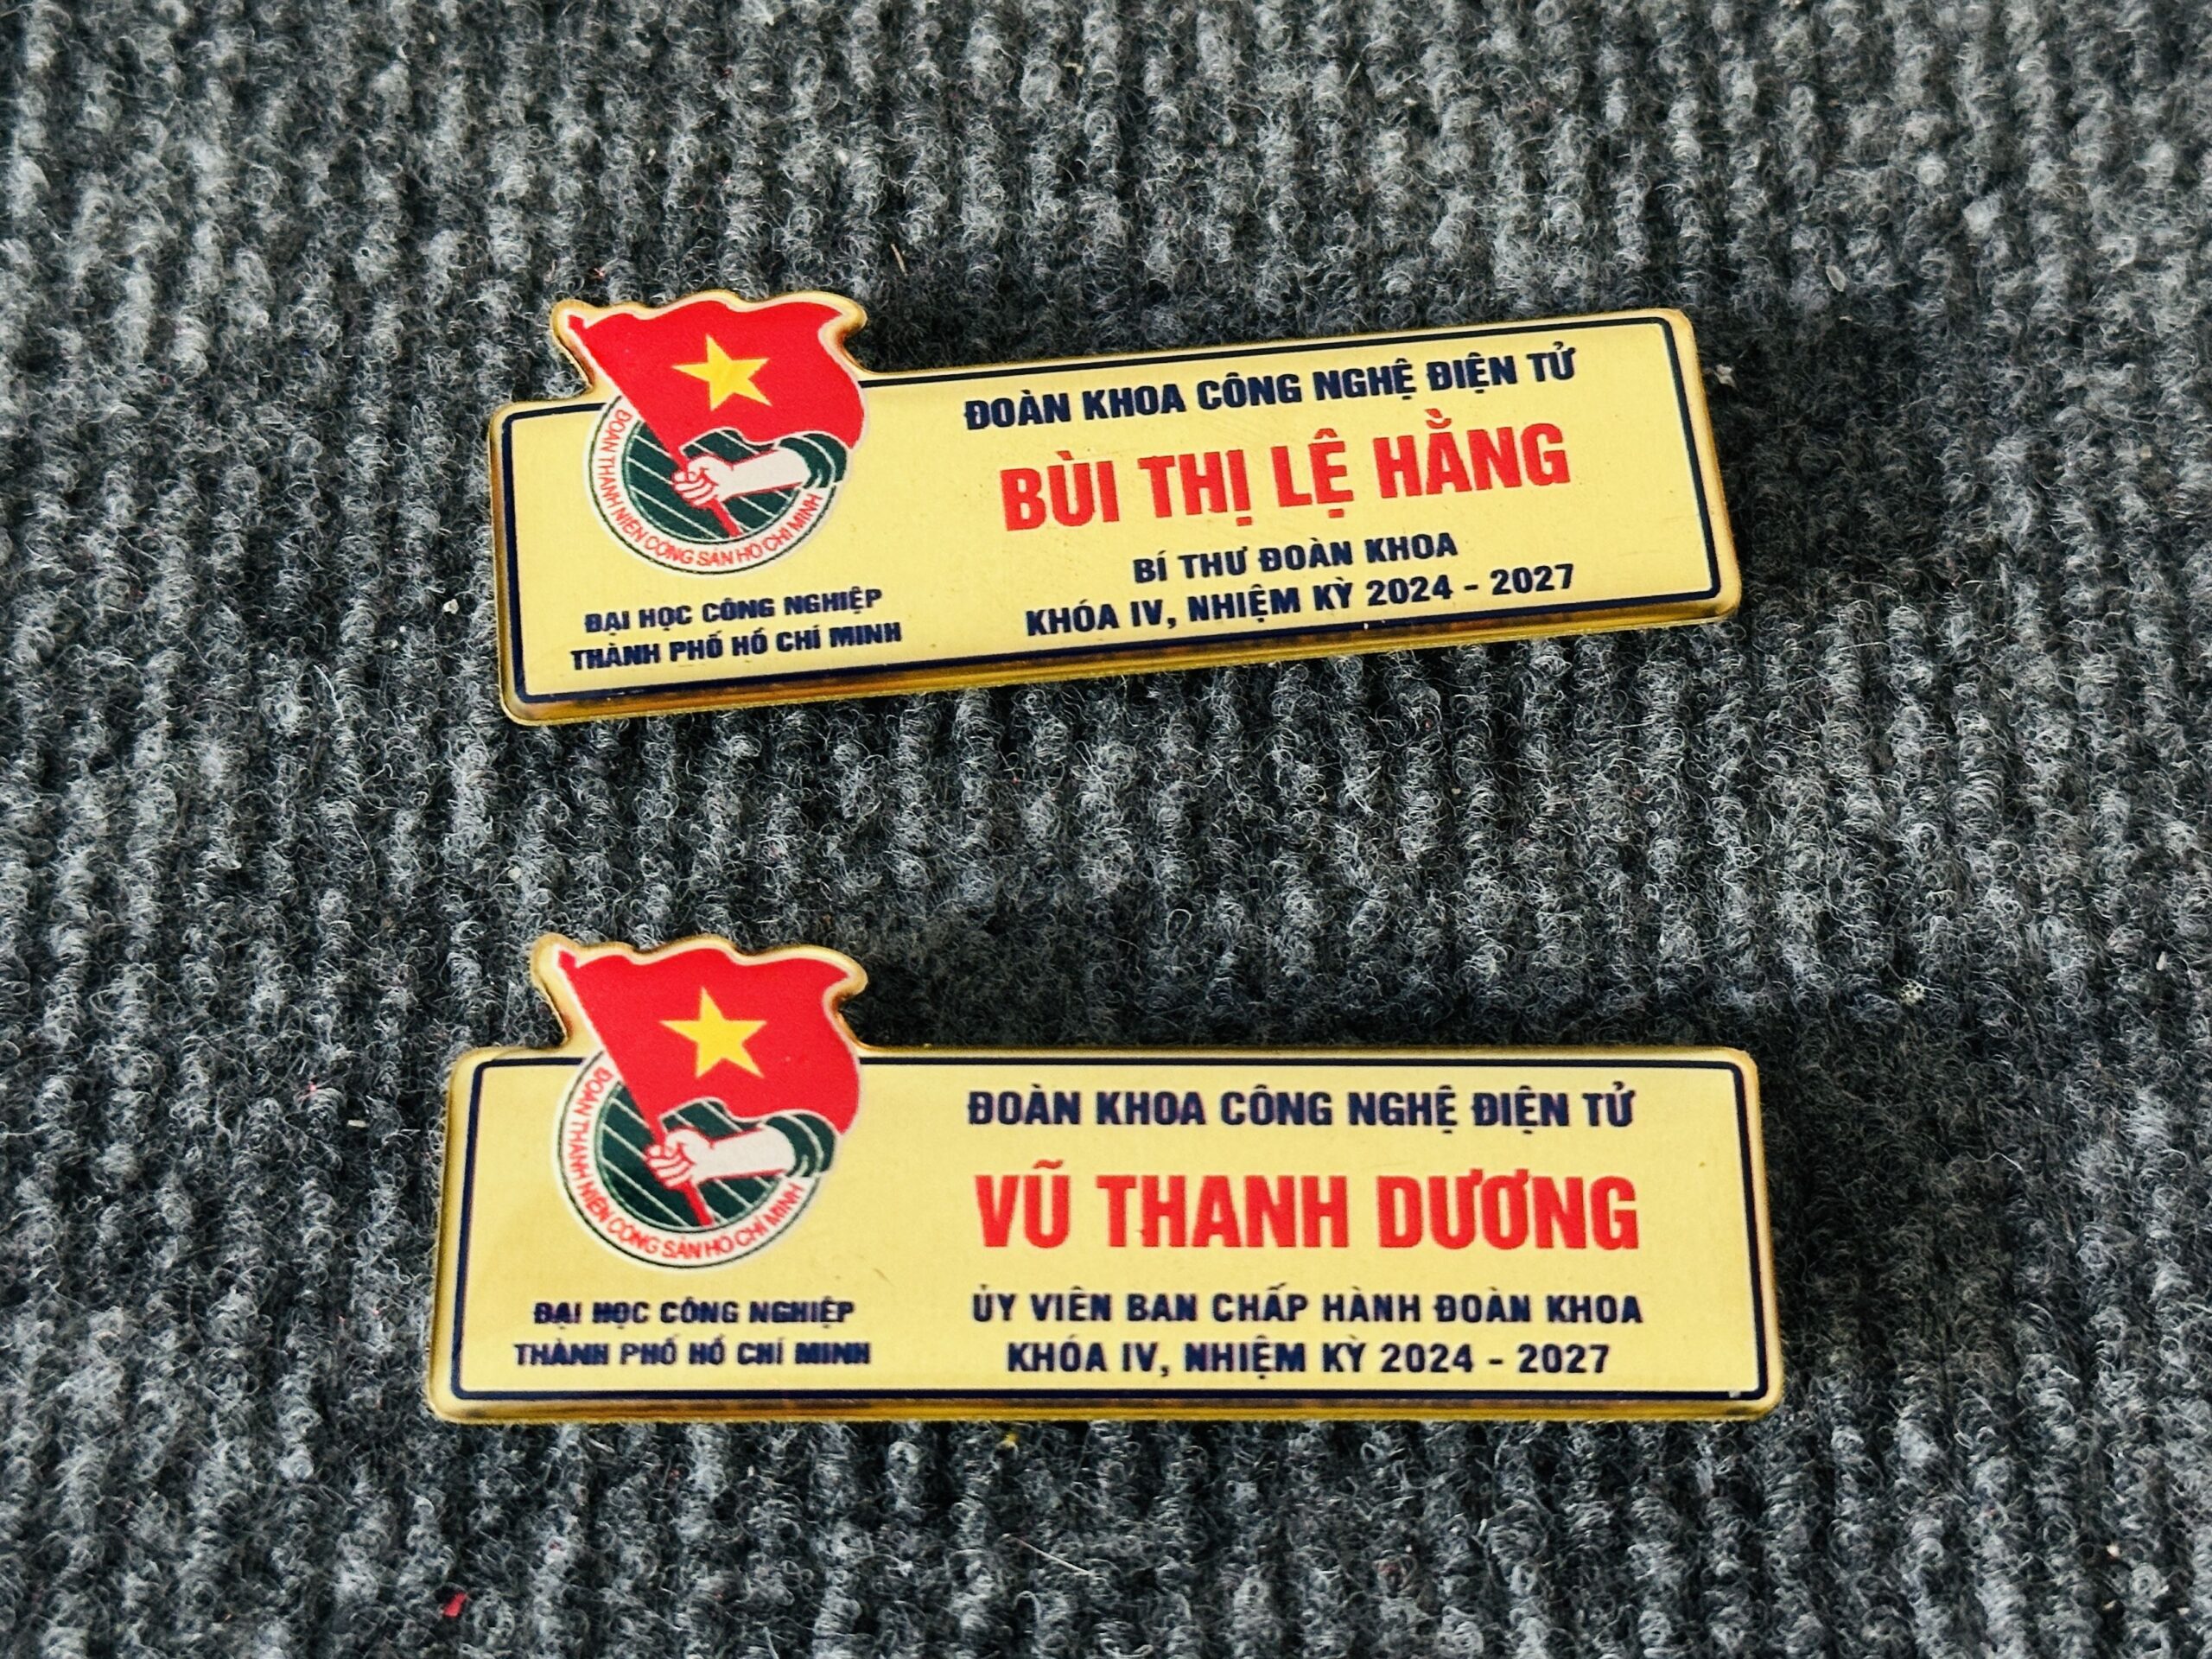 ĐOÀN KHOA CÔNG NGHỆ ĐIỆN TỬ
BÙI THỊ LỆ HẰNG
BÍ THƯ ĐOÀN KHOA
KHÓA IV, NHIỆM KỲ 2024 - 2027
ĐOÀN THANH NIÊN CỘNG SẢN HỒ CHÍ MINH
ĐẠI HỌC CÔNG NGHIỆP
THÀNH PHỐ HỒ CHÍ MINH
ĐOÀN KHOA CÔNG NGHỆ ĐIỆN TỬ
VŨ THANH DƯƠNG
ỦY VIÊN BAN CHẤP HÀNH ĐOÀN KHOA
KHÓA IV, NHIỆM KỲ 2024 - 2027
ĐOÀN THANH NIÊN CỘNG SẢN HỒ CHÍ MINH
ĐẠI HỌC CÔNG NGHIỆP
THÀNH PHỐ HỒ CHÍ MINH